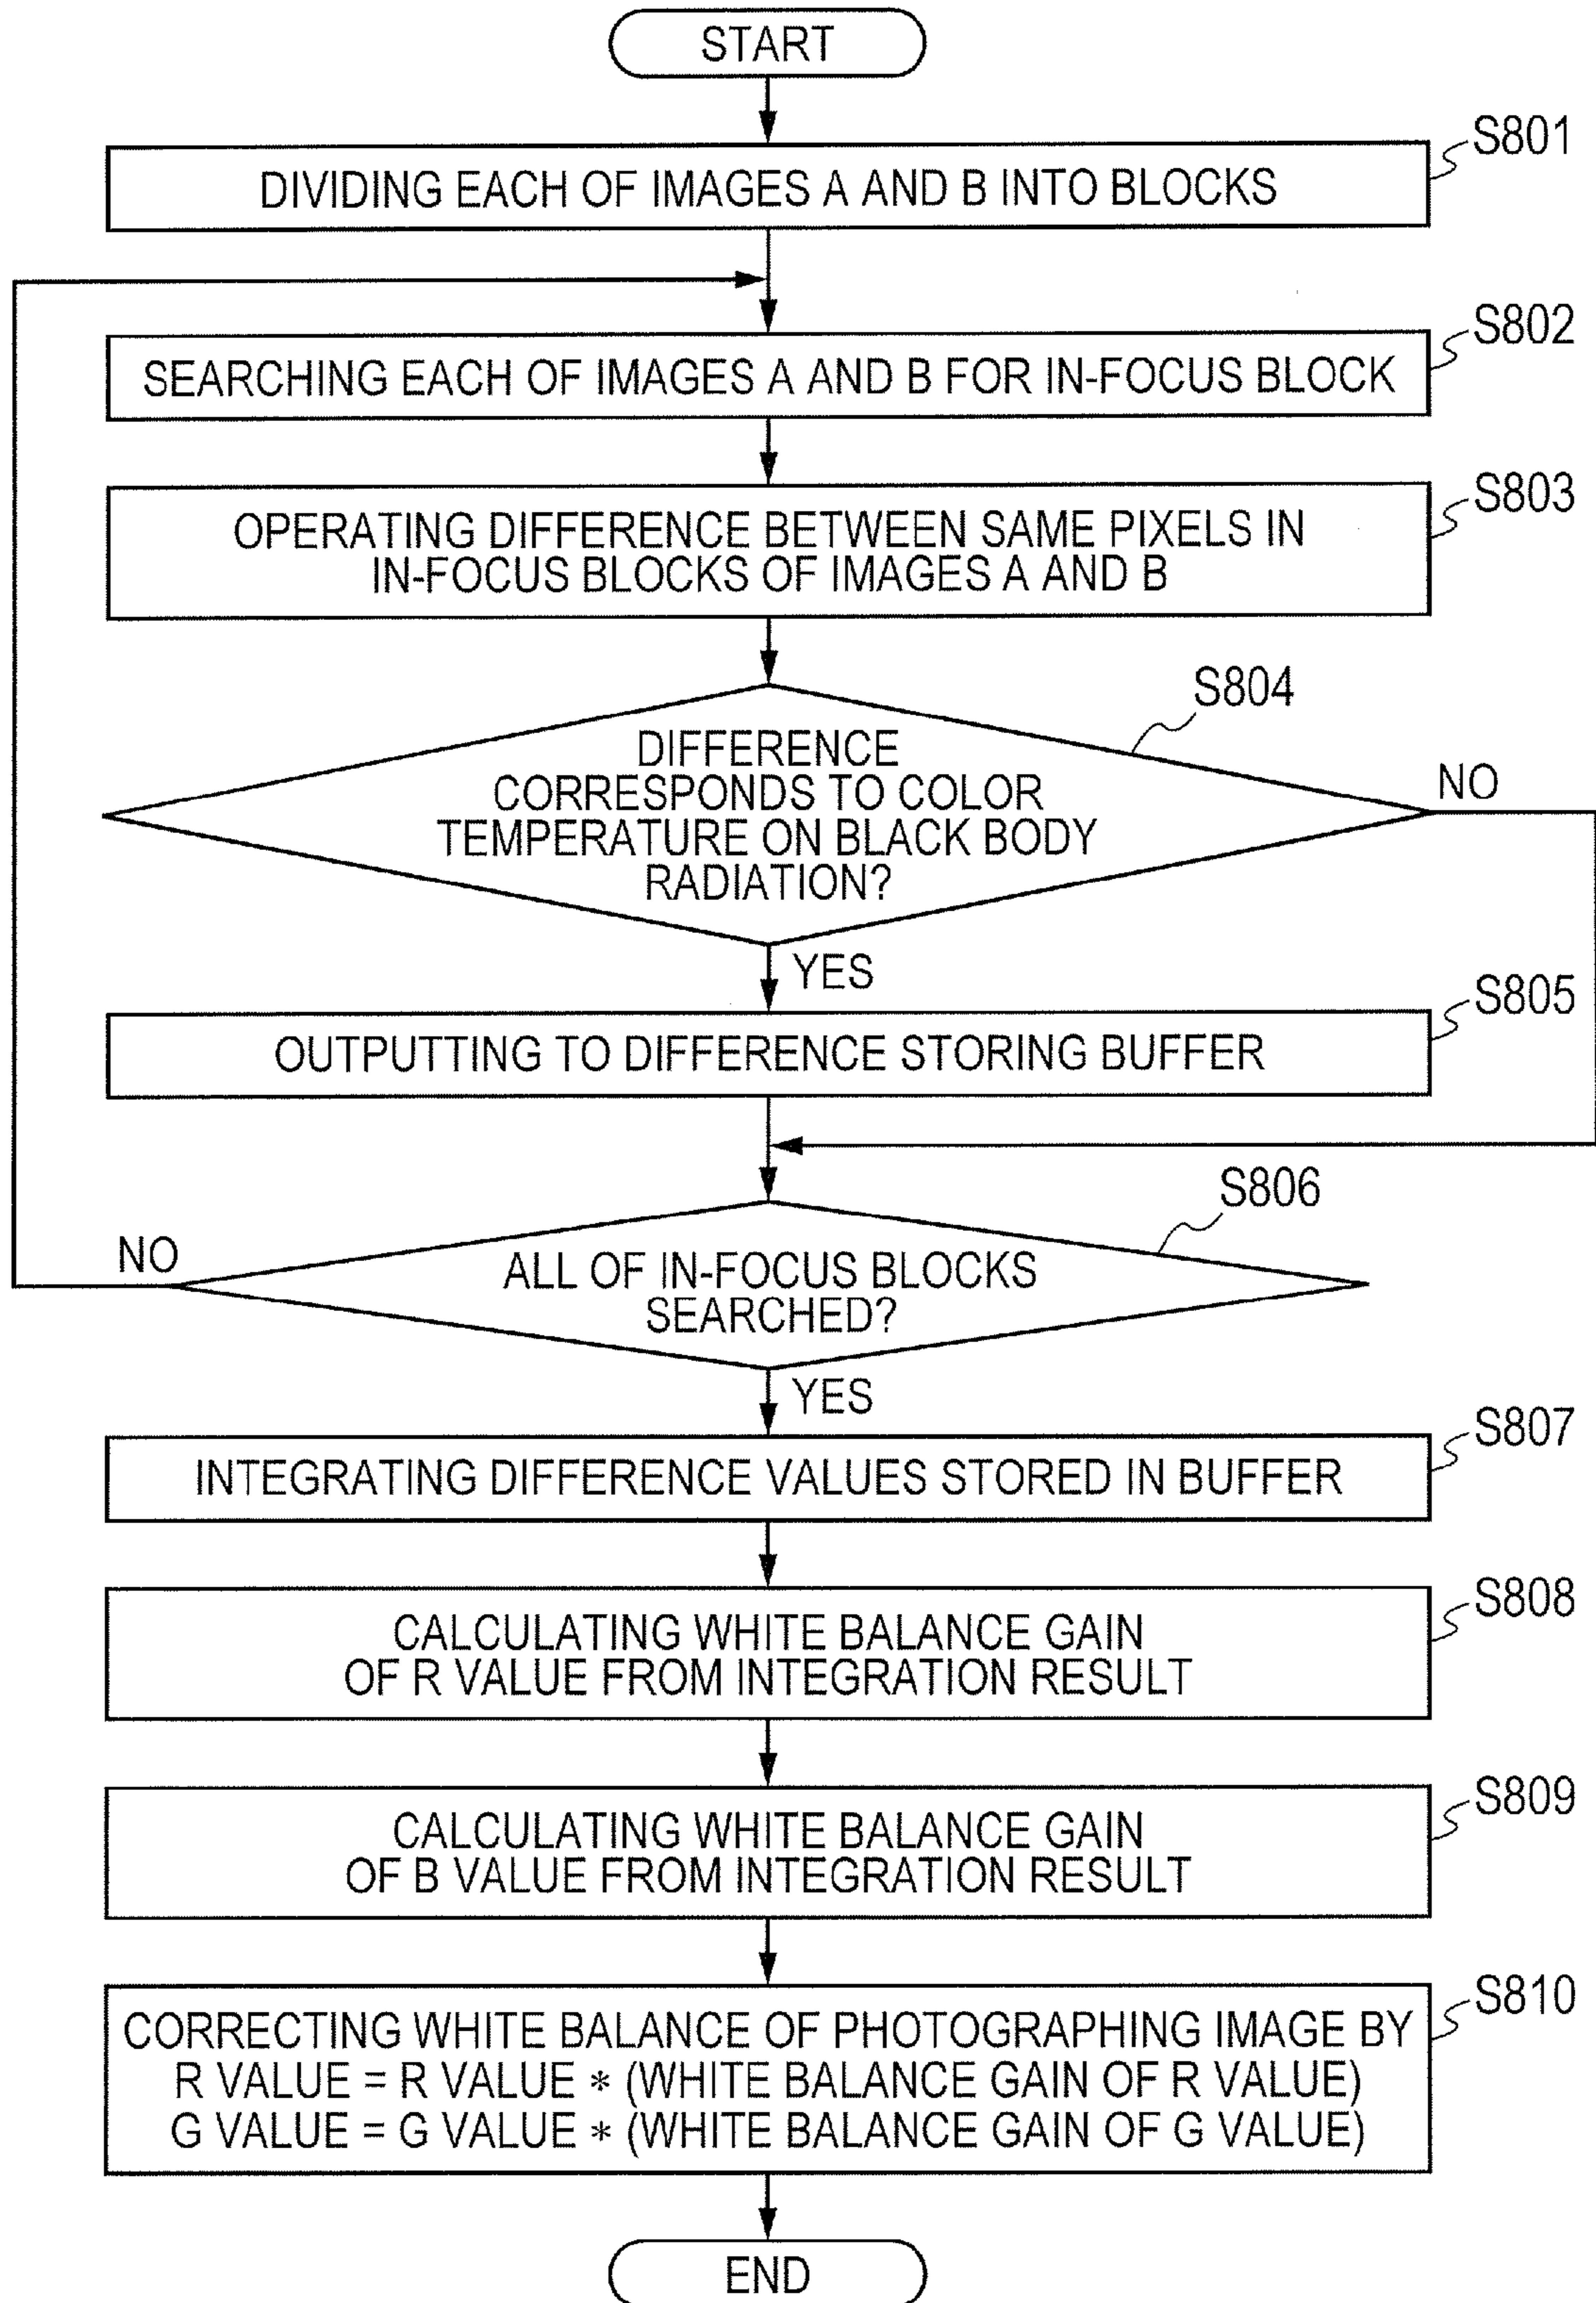 START
S801
DIVIDING EACH OF IMAGES A AND B INTO BLOCKS
S802
SEARCHING EACH OF IMAGES A AND B FOR IN-FOCUS BLOCK
S803
OPERATING DIFFERENCE BETWEEN SAME PIXELS IN
IN-FOCUS BLOCKS OF IMAGES A AND B
S804
DIFFERENCE
CORRESPONDS TO COLOR
TEMPERATURE ON BLACK BODY
RADIATION?
NO
YES
S805
OUTPUTTING TO DIFFERENCE STORING BUFFER
S806
NO
ALL OF IN-FOCUS BLOCKS
SEARCHED?
YES
S807
INTEGRATING DIFFERENCE VALUES STORED IN BUFFER
S808
CALCULATING WHITE BALANCE GAIN
OF R VALUE FROM INTEGRATION RESULT
S809
CALCULATING WHITE BALANCE GAIN
OF B VALUE FROM INTEGRATION RESULT
S810
CORRECTING WHITE BALANCE OF PHOTOGRAPHING IMAGE BY
R VALUE = R VALUE * (WHITE BALANCE GAIN OF R VALUE)
G VALUE = G VALUE * (WHITE BALANCE GAIN OF G VALUE)
END